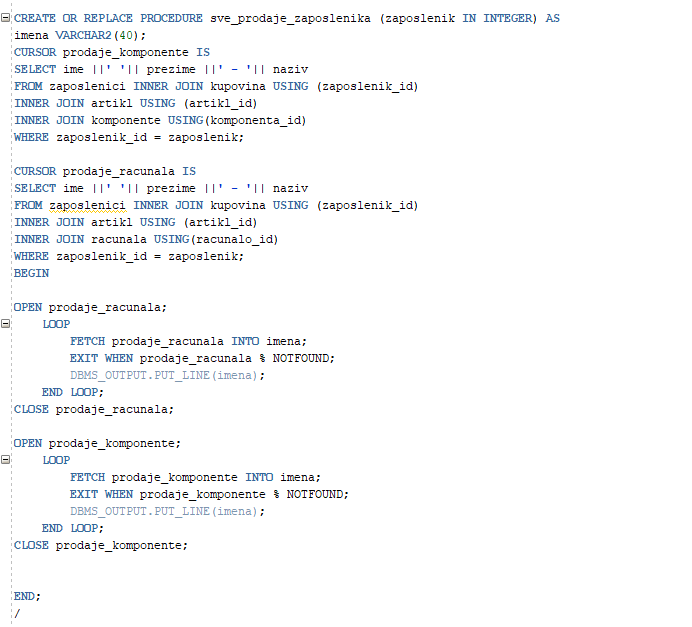 CREATE OR REPLACE PROCEDURE sve_prodaje_zaposlenika (zaposlenik IN INTEGER) AS
imena VARCHAR2(40);
CURSOR prodaje_komponente IS
SELECT ime ||' '|| prezime ||' - '|| naziv
FROM zaposlenici INNER JOIN kupovina USING (zaposlenik_id)
INNER JOIN artikl USING (artikl_id)
INNER JOIN komponente USING(komponenta_id)
WHERE zaposlenik_id = zaposlenik;
CURSOR prodaje_racunala IS
SELECT ime ||' '|| prezime ||' - '|| naziv
FROM zaposlenici INNER JOIN kupovina USING (zaposlenik_id)
INNER JOIN artikl USING (artikl_id)
INNER JOIN racunala USING(racunalo_id)
WHERE zaposlenik_id = zaposlenik;
BEGIN
OPEN prodaje_racunala;
LOOP
FETCH prodaje_racunala INTO imena;
EXIT WHEN prodaje_racunala % NOTFOUND;
DBMS_OUTPUT.PUT_LINE(imena);
END LOOP;
CLOSE prodaje_racunala;
OPEN prodaje_komponente;
LOOP
FETCH prodaje_komponente INTO imena;
EXIT WHEN prodaje_komponente % NOTFOUND;
DBMS_OUTPUT.PUT_LINE(imena);
END LOOP;
CLOSE prodaje_komponente;
END;
/